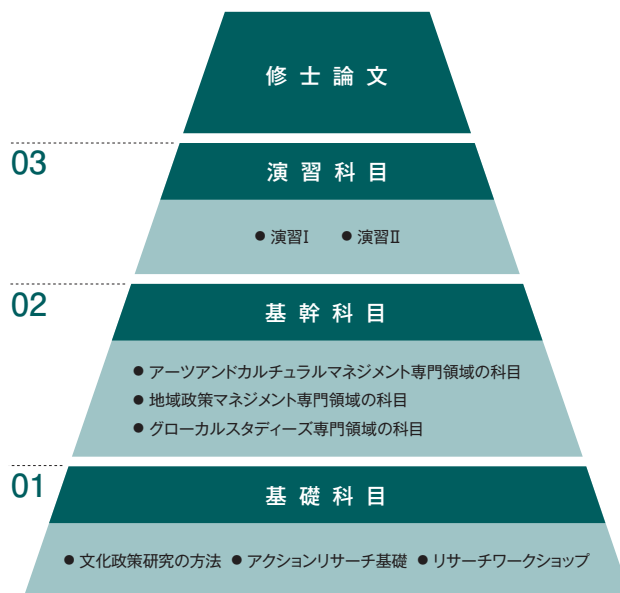 修士論文
03
演習科目
● 演習I ● 演習II
02
基幹科目
● アーツアンドカルチュラルマネジメント専門領域の科目
● 地域政策マネジメント専門領域の科目
● グローカルスタディーズ専門領域の科目
01
基礎科目
● 文化政策研究の方法 ● アクションリサーチ基礎 ● リサーチワークショップ